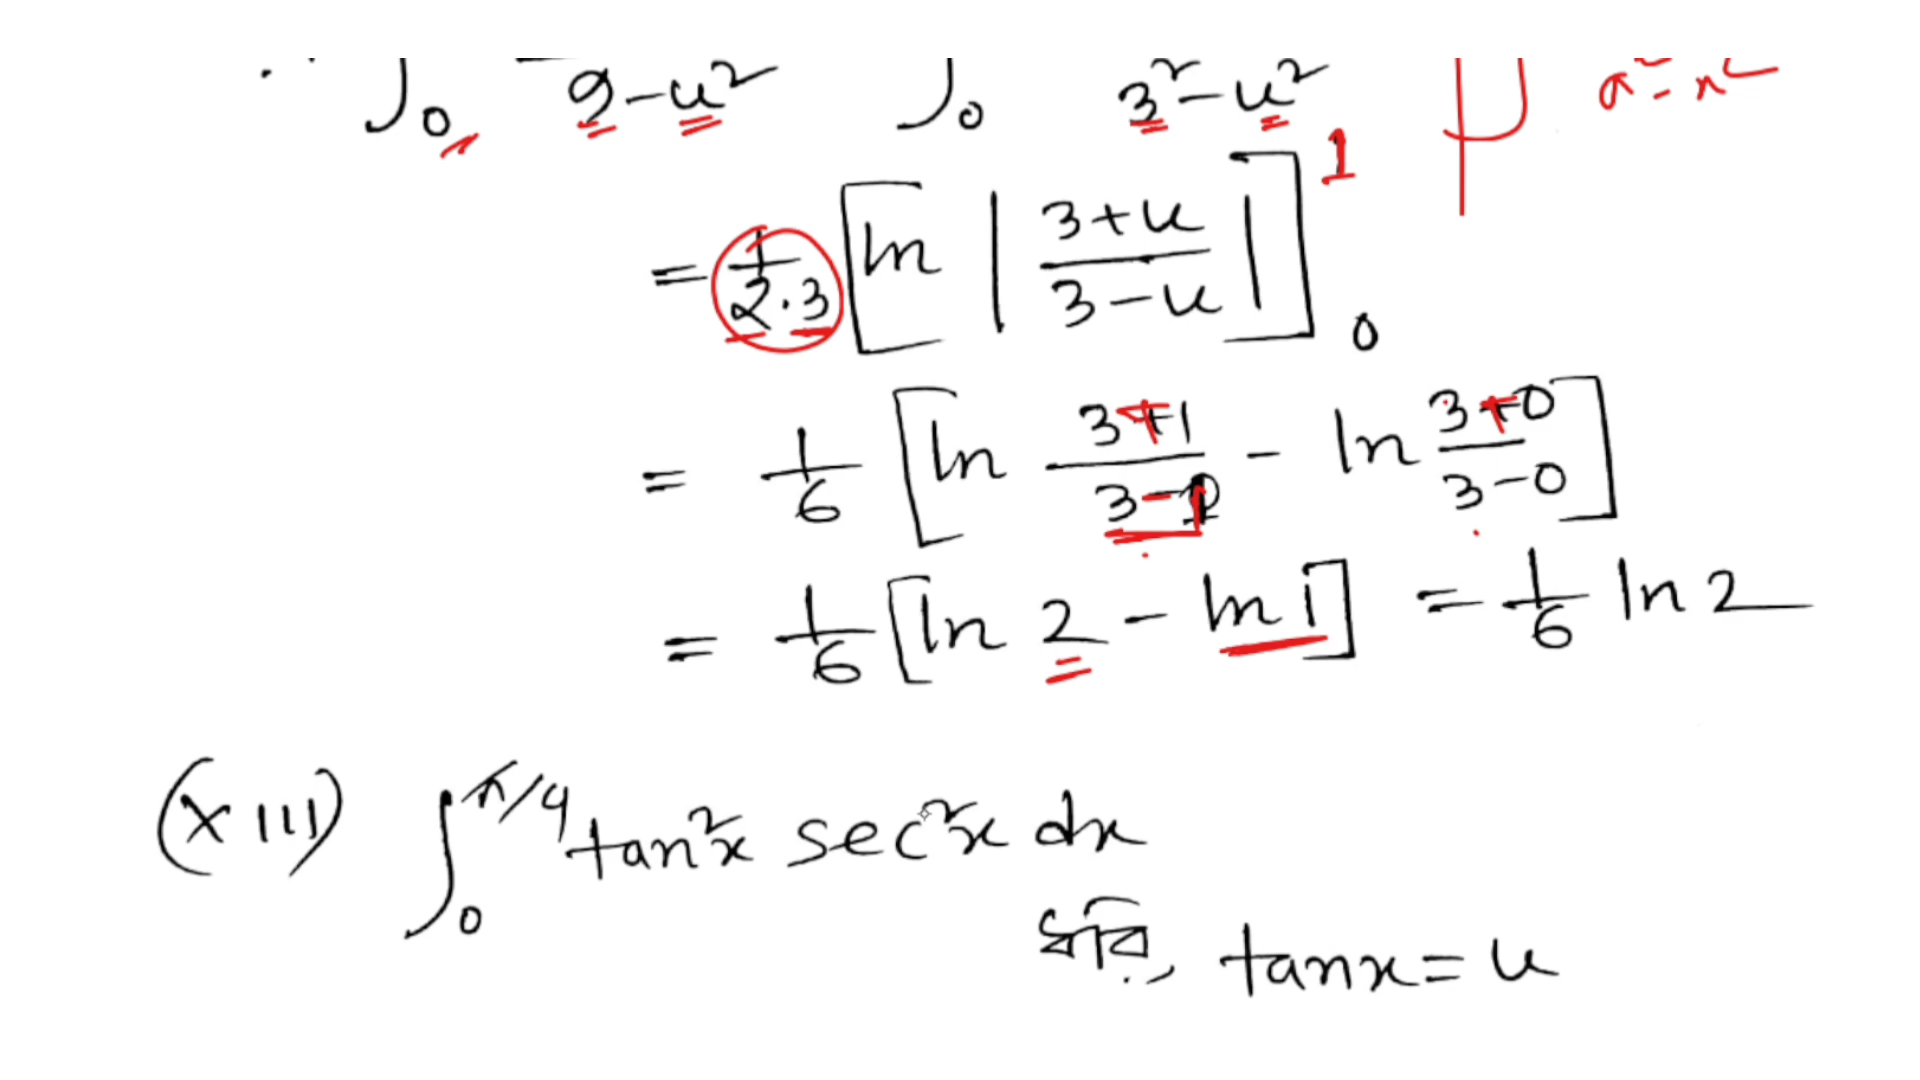 ∫₀ 9-u² ∫₀ 3²-u² a²-x²
= 1/2·3 [ln |3+u/3-u|]₀¹
= 1/6 [ln 3+1/3-1 - ln 3+0/3-0]
= 1/6 [ln 2 - ln 1] = 1/6 ln 2
(XIII) ∫₀^π/4 tan²x sec²x dx
ধরি, tanx = u